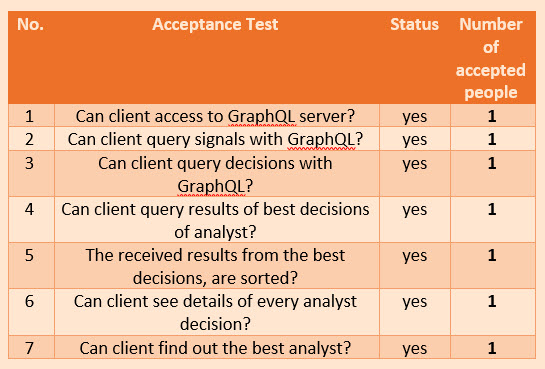 No. Acceptance Test Status Number
of
accepted
people
1 Can client access to GraphQL server? yes 1
2 Can client query signals with GraphQL? yes 1
3 Can client query decisions with yes 1
GraphQL?
4 Can client query results of best decisions yes 1
of analyst?
5 The received results from the best yes 1
decisions, are sorted?
6 Can client see details of every analyst yes 1
decision?
7 Can client find out the best analyst? yes 1